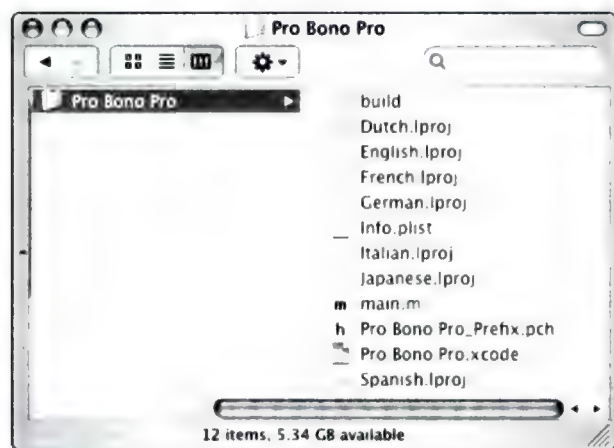 Pro Bono Pro
Pro Bono Pro
build
Dutch.lproj
English.lproj
French.lproj
German.lproj
Info.plist
Italian.lproj
Japanese.lproj
m main.m
h Pro Bono Pro_Prefix.pch
Pro Bono Pro.xcode
Spanish.lproj
12 items, 5.34 GB available